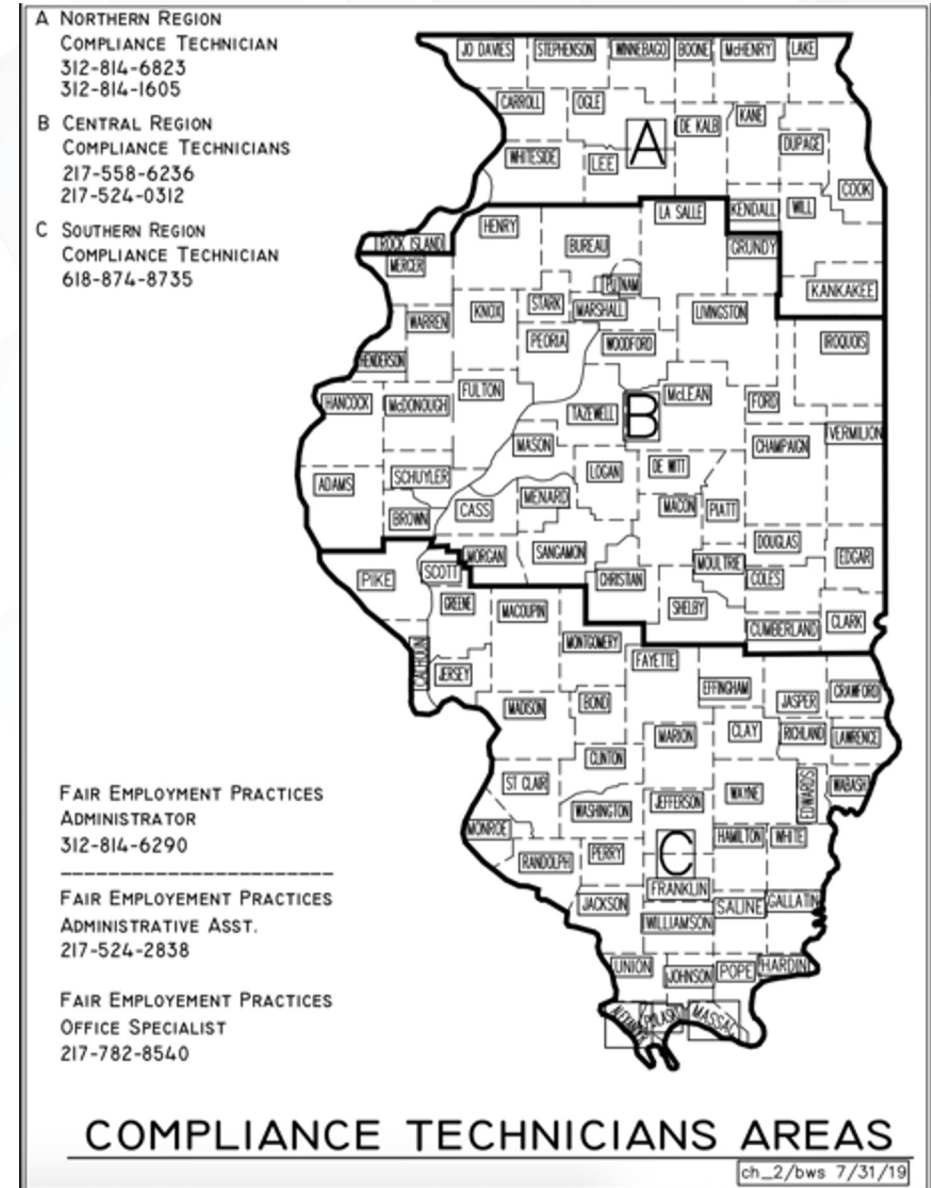 A NORTHERN REGION
COMPLIANCE TECHNICIAN
312-814-6823
312-814-1605
B CENTRAL REGION
COMPLIANCE TECHNICIANS
217-558-6236
217-524-0312
C SOUTHERN REGION
COMPLIANCE TECHNICIAN
618-874-8735
JO DAVIES STEPHENSON WINNEBAGO BOONE McHENRY LAKE
CARROLL OGLE DE KALB KANE
A
WHITESIDE LEE DUPAGE
COOK
HENRY LA SALLE KENDALL WILL
ROCK ISLAND BUREAU GRUNDY
MERCER PUTNAM KANKAKEE
KNOX STARK MARSHALL LIVINGSTON
WARREN PEORIA WOODFORD IROQUOIS
HENDERSON
HANCOCK McDONOUGH FULTON McLEAN FORD
TAZEWELL B
MASON CHAMPAIGN VERMILION
ADAMS SCHUYLER LOGAN DE WITT
BROWN CASS MENARD MACON PIATT
MORGAN SANGAMON DOUGLAS EDGAR
PIKE SCOTT CHRISTIAN MOULTRIE COLES
GREENE MACOUPIN SHELBY
CUMBERLAND CLARK
CALHOUN MONTGOMERY
JERSEY FAYETTE
EFFINGHAM JASPER CRAWFORD
MADISON BOND
MARION CLAY RICHLAND LAWRENCE
CLINTON
ST CLAIR WAYNE EDWARDS WABASH
WASHINGTON JEFFERSON
MONROE HAMILTON WHITE
RANDOLPH PERRY C
FRANKLIN
JACKSON SALINE GALLATIN
WILLIAMSON
UNION JOHNSON POPE HARDIN
PULASKI MASSAC
FAIR EMPLOYMENT PRACTICES
ADMINISTRATOR
312-814-6290
FAIR EMPLOYEMENT PRACTICES
ADMINISTRATIVE ASST.
217-524-2838
FAIR EMPLOYEMENT PRACTICES
OFFICE SPECIALIST
217-782-8540
COMPLIANCE TECHNICIANS AREAS
ch_2/bws 7/31/19